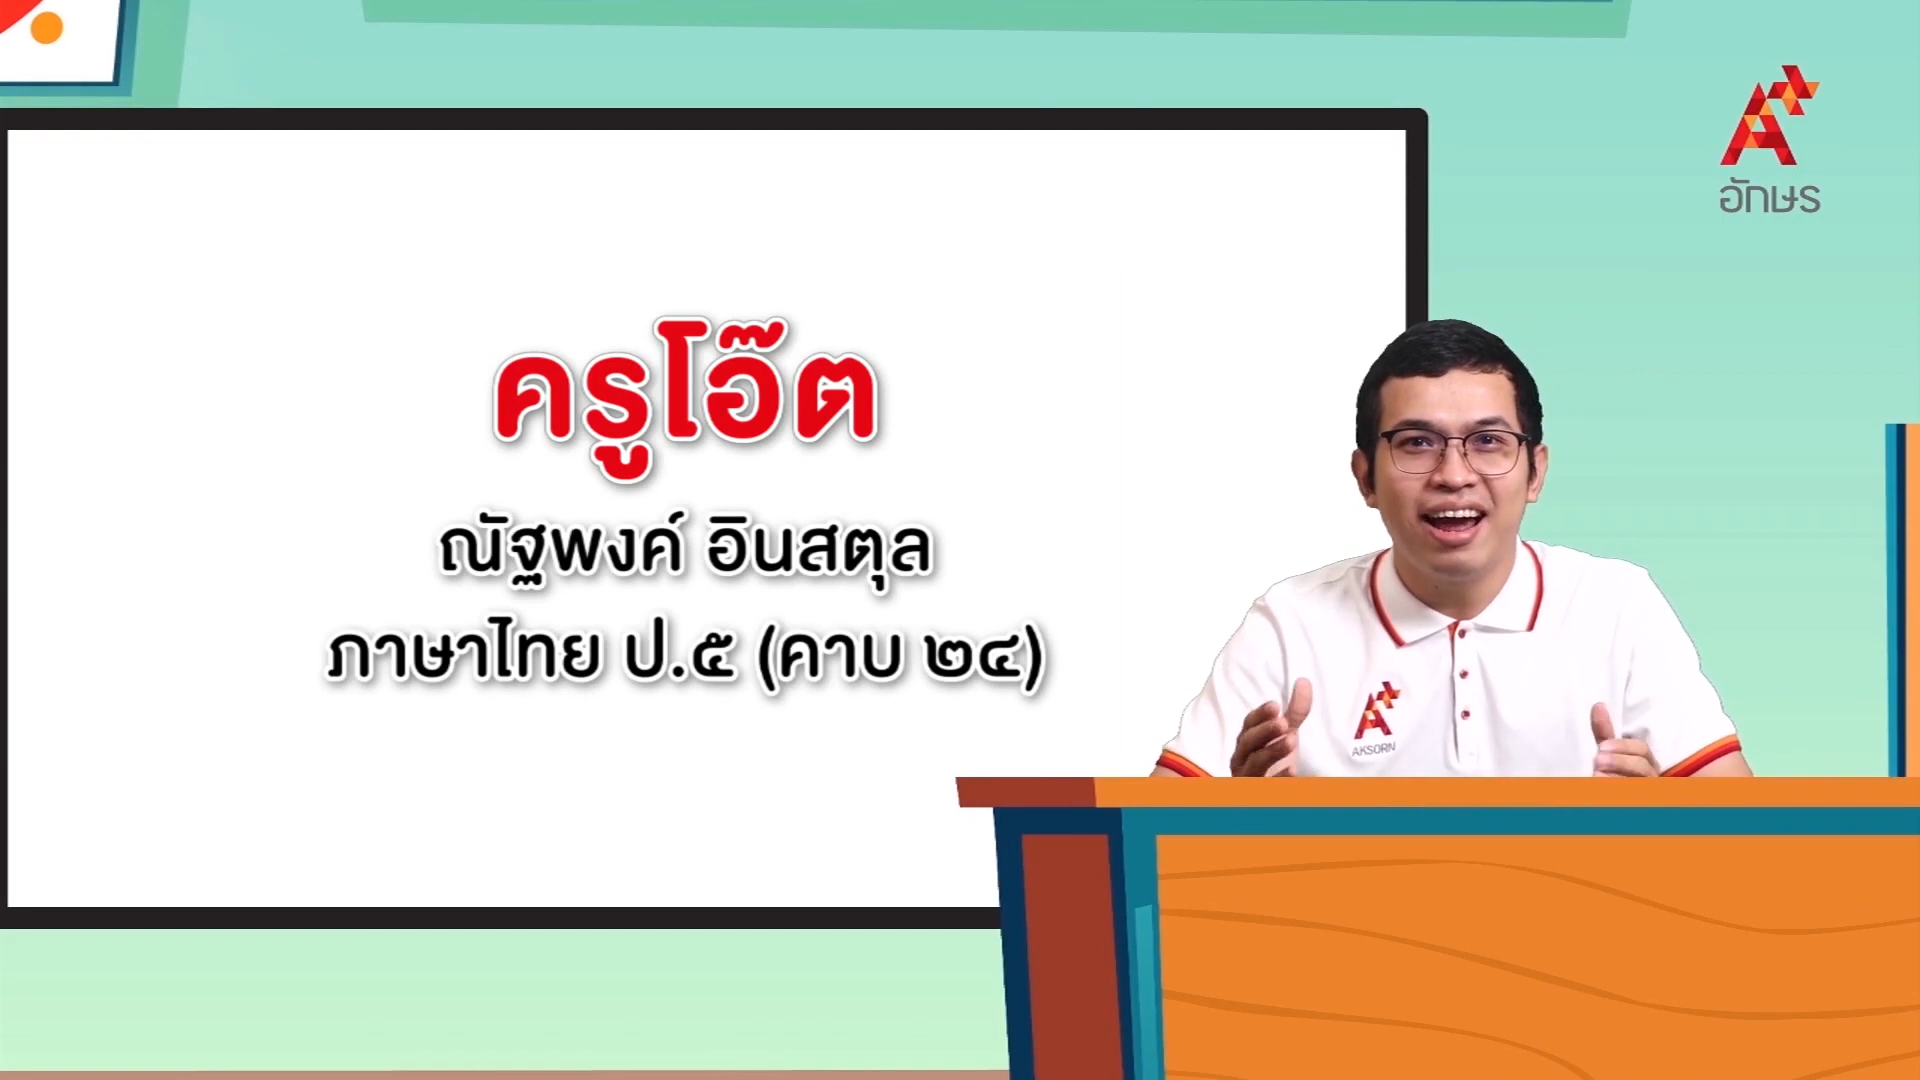 อักษร
ครูโอ๊ต
ณัฐพงศ์ อินสตุล
ภาษาไทย ป.๕ (คาบ ๒๔)
AKSORN